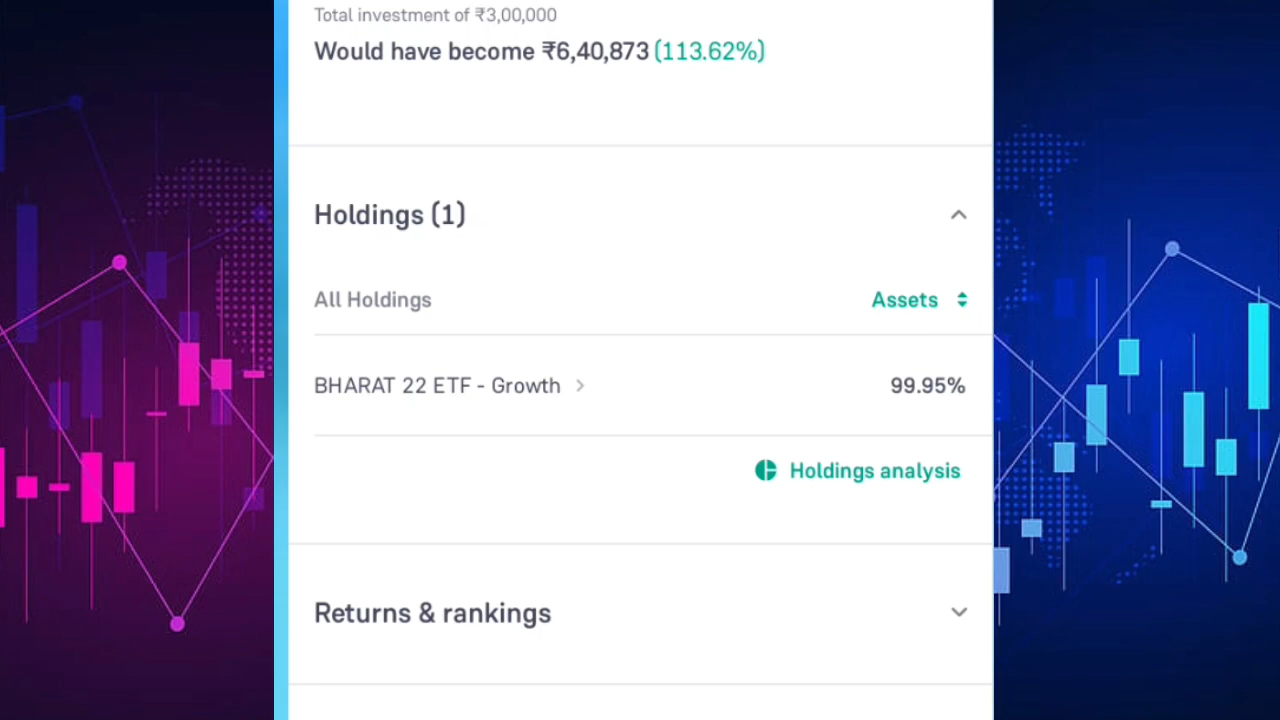 Total investment of ₹3,00,000
Would have become ₹6,40,873 (113.62%)
Holdings (1)
All Holdings Assets
BHARAT 22 ETF - Growth 99.95%
Holdings analysis
Returns & rankings